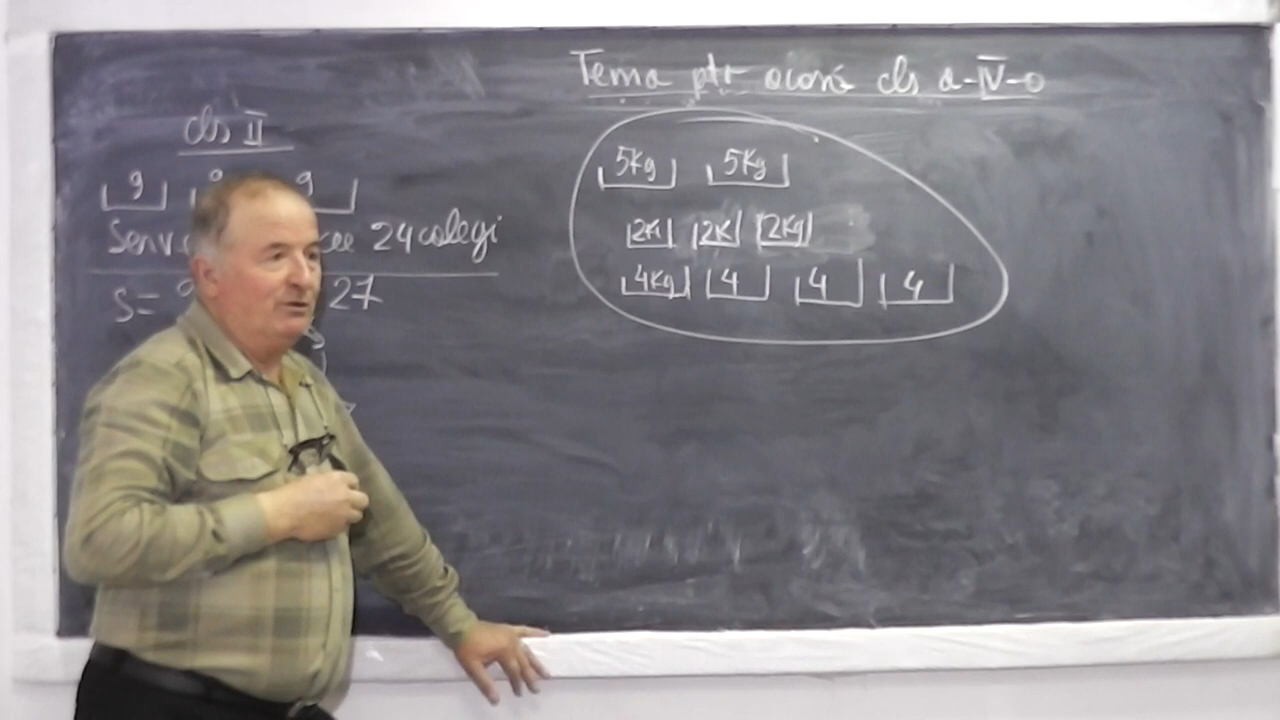 Tema ptr acasă cls a-IV-a
cls II
9 9 9
24 colegi
S = 27
5Kg 5Kg
2K 2K 2Kg
4Kg 4 4 4